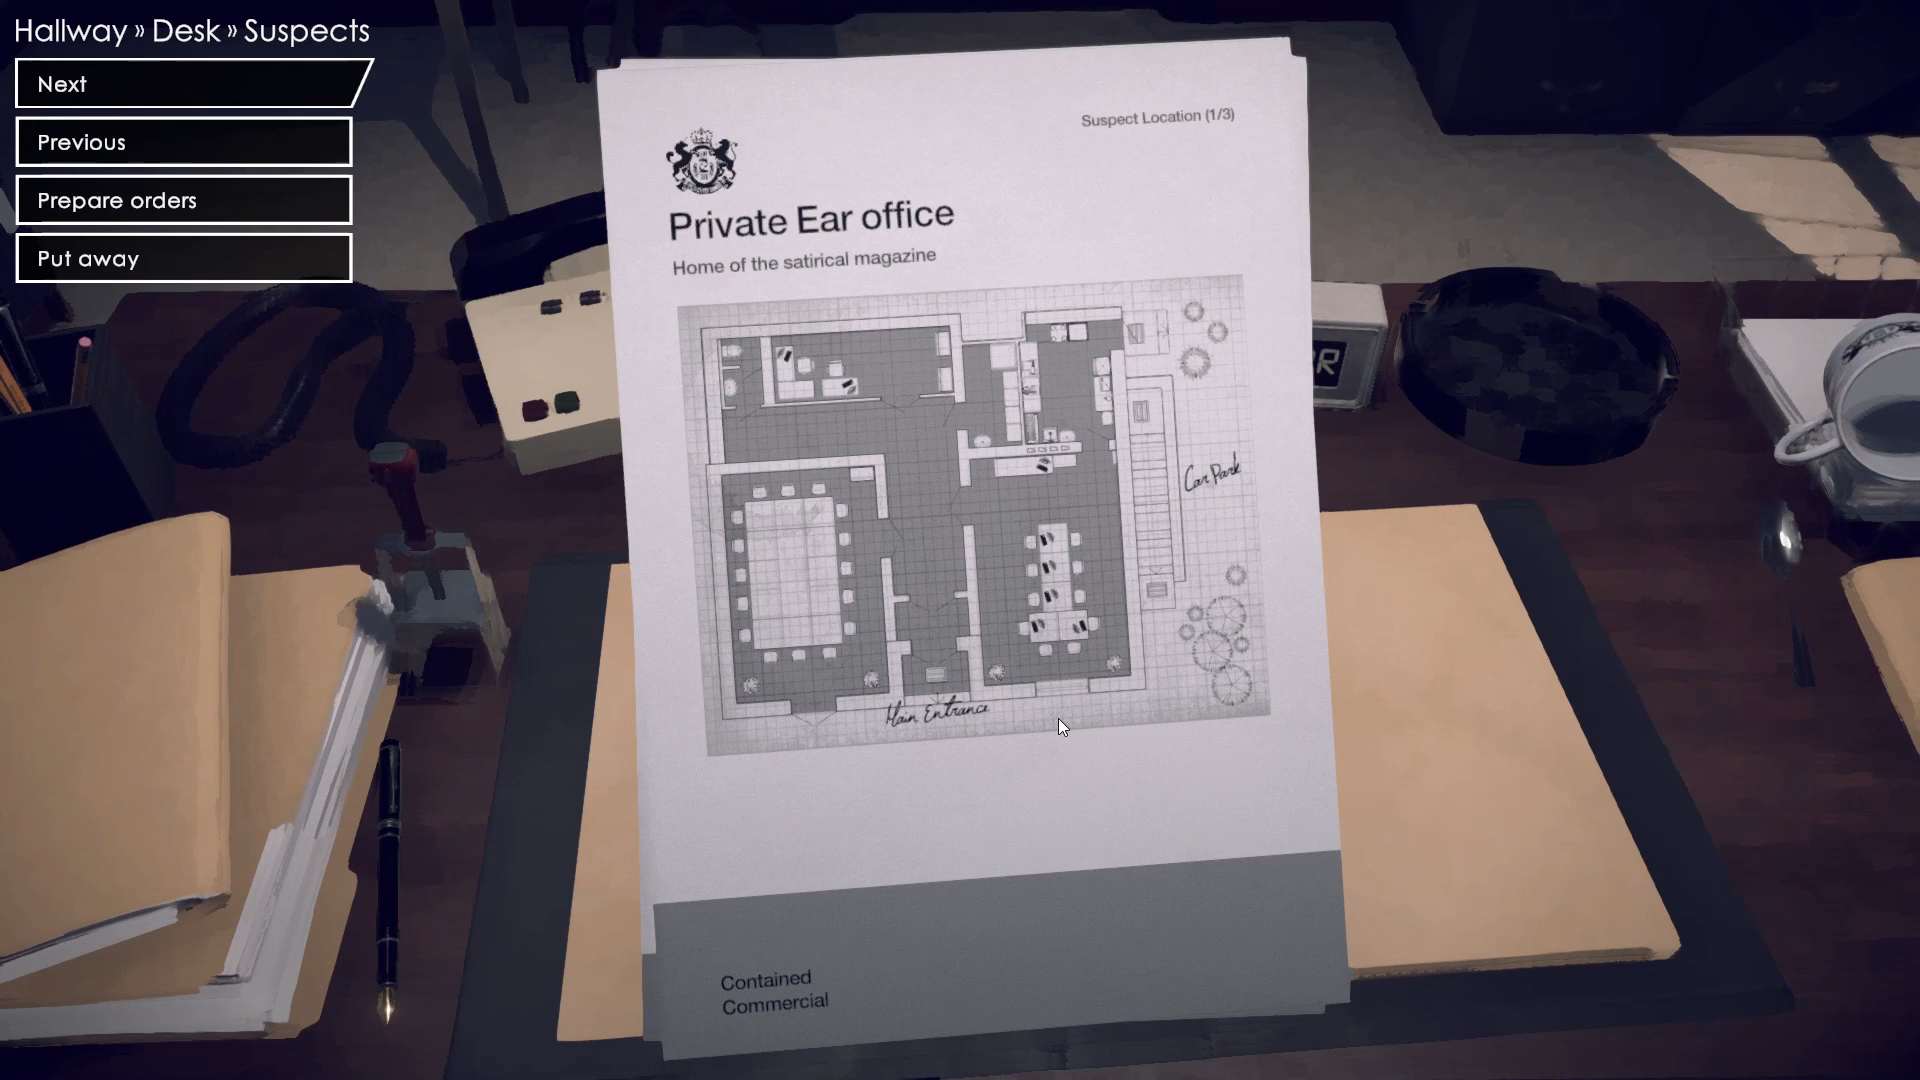 Hallway » Desk » Suspects
Next
Previous
Prepare orders
Put away
Suspect Location (1/3)
Private Ear office
Home of the satirical magazine
Car Park
Main Entrance
Contained
Commercial